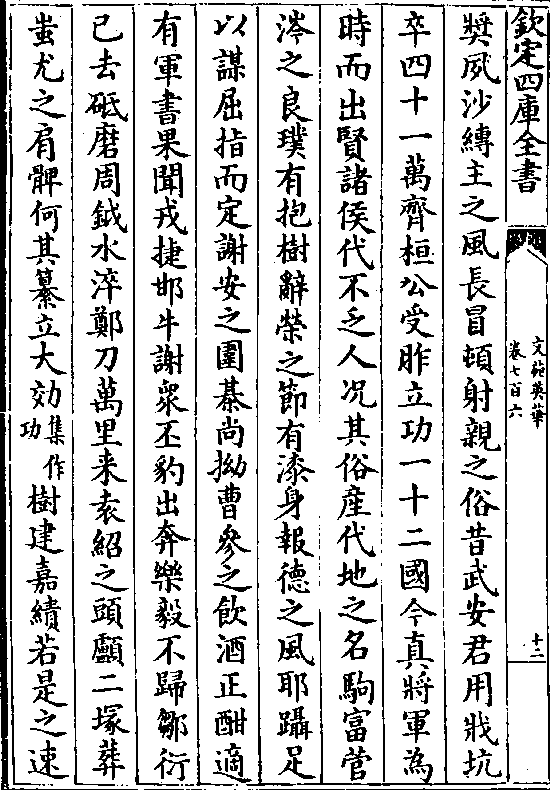 欽定四庫全書
文苑英華
卷七百六
十二
獎夙沙縛主之風長冒頓射親之俗昔武安君用戕坑
卒四十一萬齊桓公受胙立功一十二國今真將軍為
時而出賢諸侯代不乏人况其俗産代地之名駒富管
涔之良璞有抱樹辭榮之節有漆身報德之風耶躡足
以謀屈指而定謝安之圍棊尚拗曹參之飲酒正酣適
有軍書果聞戎捷邯斗謝衆丕豹出奔樂毅不歸鄒衍
已去砥磨周鉞水淬鄭刀萬里来袁紹之頭顱二塚葬
蚩尤之肩髀何其纂立大効集作功樹建嘉績若是之速